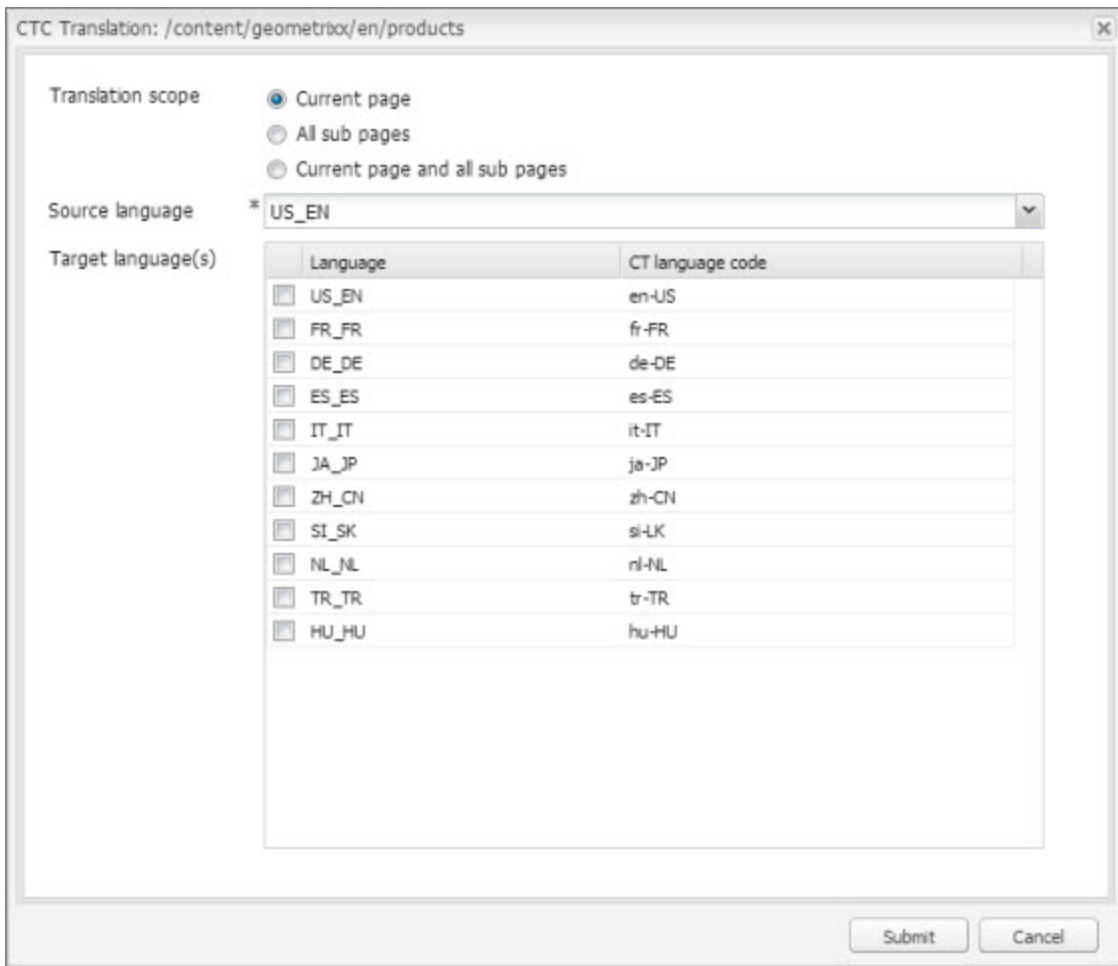 CTC Translation: /content/geometrixx/en/products
Translation scope
Current page
All sub pages
Current page and all sub pages
Source language * US_EN
Target language(s)
Language CT language code
US_EN en-US
FR_FR fr-FR
DE_DE de-DE
ES_ES es-ES
IT_IT it-IT
JA_JP ja-JP
ZH_CN zh-CN
SI_SK si-LK
NL_NL nl-NL
TR_TR tr-TR
HU_HU hu-HU
Submit Cancel